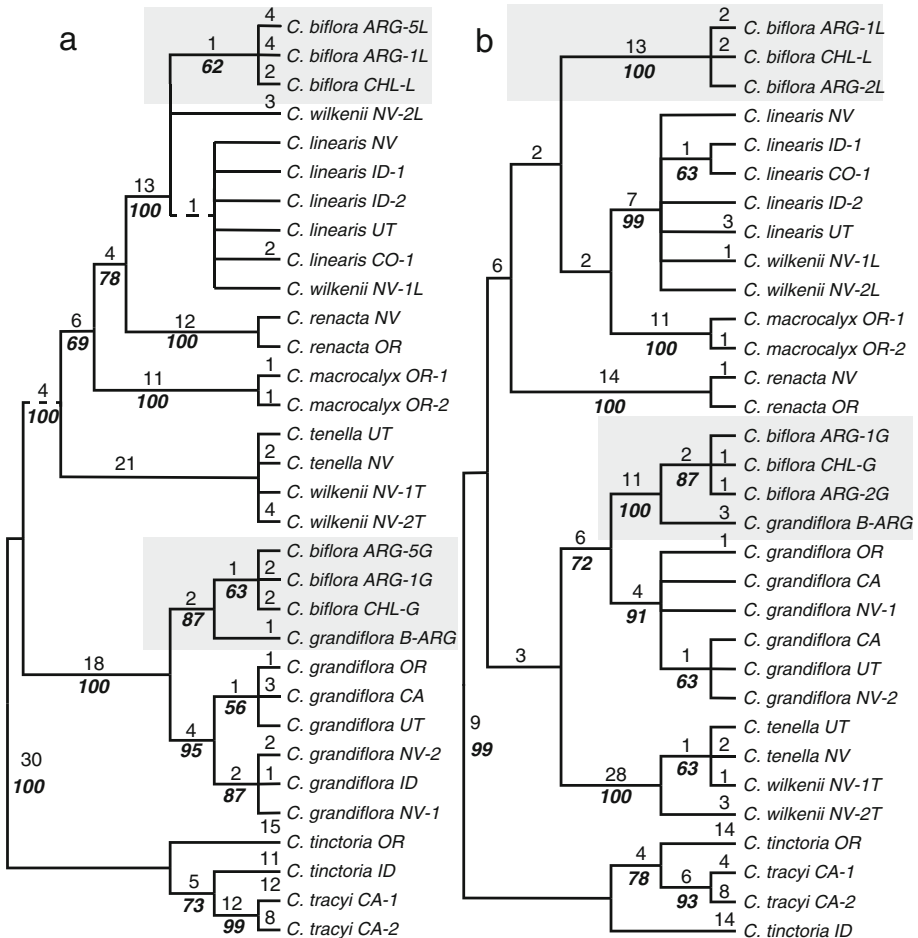 a
4
C. biflora ARG-5L
1
4
C. biflora ARG-1L
62
2
C. biflora CHL-L
3
C. wilkenii NV-2L
C. linearis NV
C. linearis ID-1
13
100
1
C. linearis ID-2
C. linearis UT
2
C. linearis CO-1
4
78
C. wilkenii NV-1L
12
100
C. renacta NV
6
69
C. renacta OR
11
100
1
C. macrocalyx OR-1
1
C. macrocalyx OR-2
4
100
C. tenella UT
21
2
C. tenella NV
C. wilkenii NV-1T
4
C. wilkenii NV-2T
C. biflora ARG-5G
1
63
2
C. biflora ARG-1G
2
87
2
C. biflora CHL-G
1
C. grandiflora B-ARG
18
100
1
C. grandiflora OR
1
56
3
C. grandiflora CA
C. grandiflora UT
4
95
2
C. grandiflora NV-2
2
87
1
C. grandiflora ID
C. grandiflora NV-1
30
100
15
C. tinctoria OR
11
C. tinctoria ID
5
73
12
C. tracyi CA-1
12
99
8
C. tracyi CA-2
b
2
C. biflora ARG-1L
13
100
2
C. biflora CHL-L
2
C. biflora ARG-2L
C. linearis NV
C. linearis ID-1
1
63
C. linearis CO-1
2
7
99
C. linearis ID-2
3
C. linearis UT
1
C. wilkenii NV-1L
2
C. wilkenii NV-2L
6
11
100
C. macrocalyx OR-1
1
C. macrocalyx OR-2
14
100
1
C. renacta NV
C. renacta OR
C. biflora ARG-1G
2
87
1
C. biflora CHL-G
11
100
1
C. biflora ARG-2G
3
C. grandiflora B-ARG
6
72
1
C. grandiflora OR
C. grandiflora CA
4
91
C. grandiflora NV-1
C. grandiflora CA
3
1
63
C. grandiflora UT
C. grandiflora NV-2
C. tenella UT
9
99
1
63
2
C. tenella NV
28
100
1
C. wilkenii NV-1T
3
C. wilkenii NV-2T
14
C. tinctoria OR
4
78
4
C. tracyi CA-1
6
93
8
C. tracyi CA-2
14
C. tinctoria ID